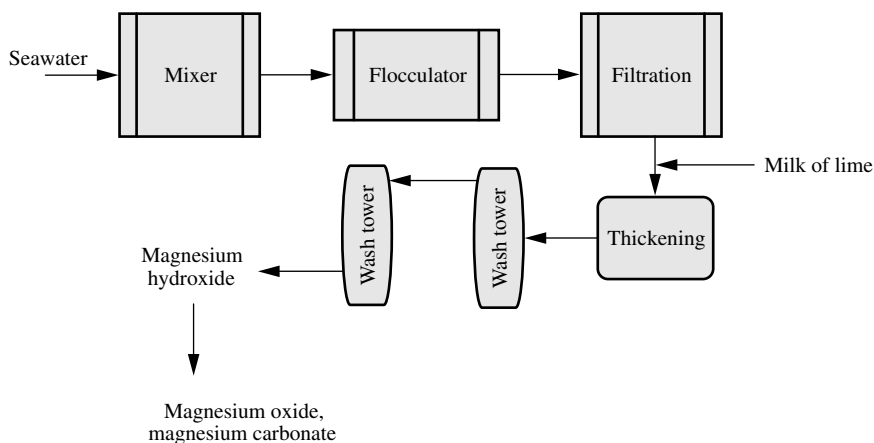 Seawater
Mixer
Flocculator
Filtration
Milk of lime
Thickening
Wash tower
Wash tower
Magnesium
hydroxide
Magnesium oxide,
magnesium carbonate